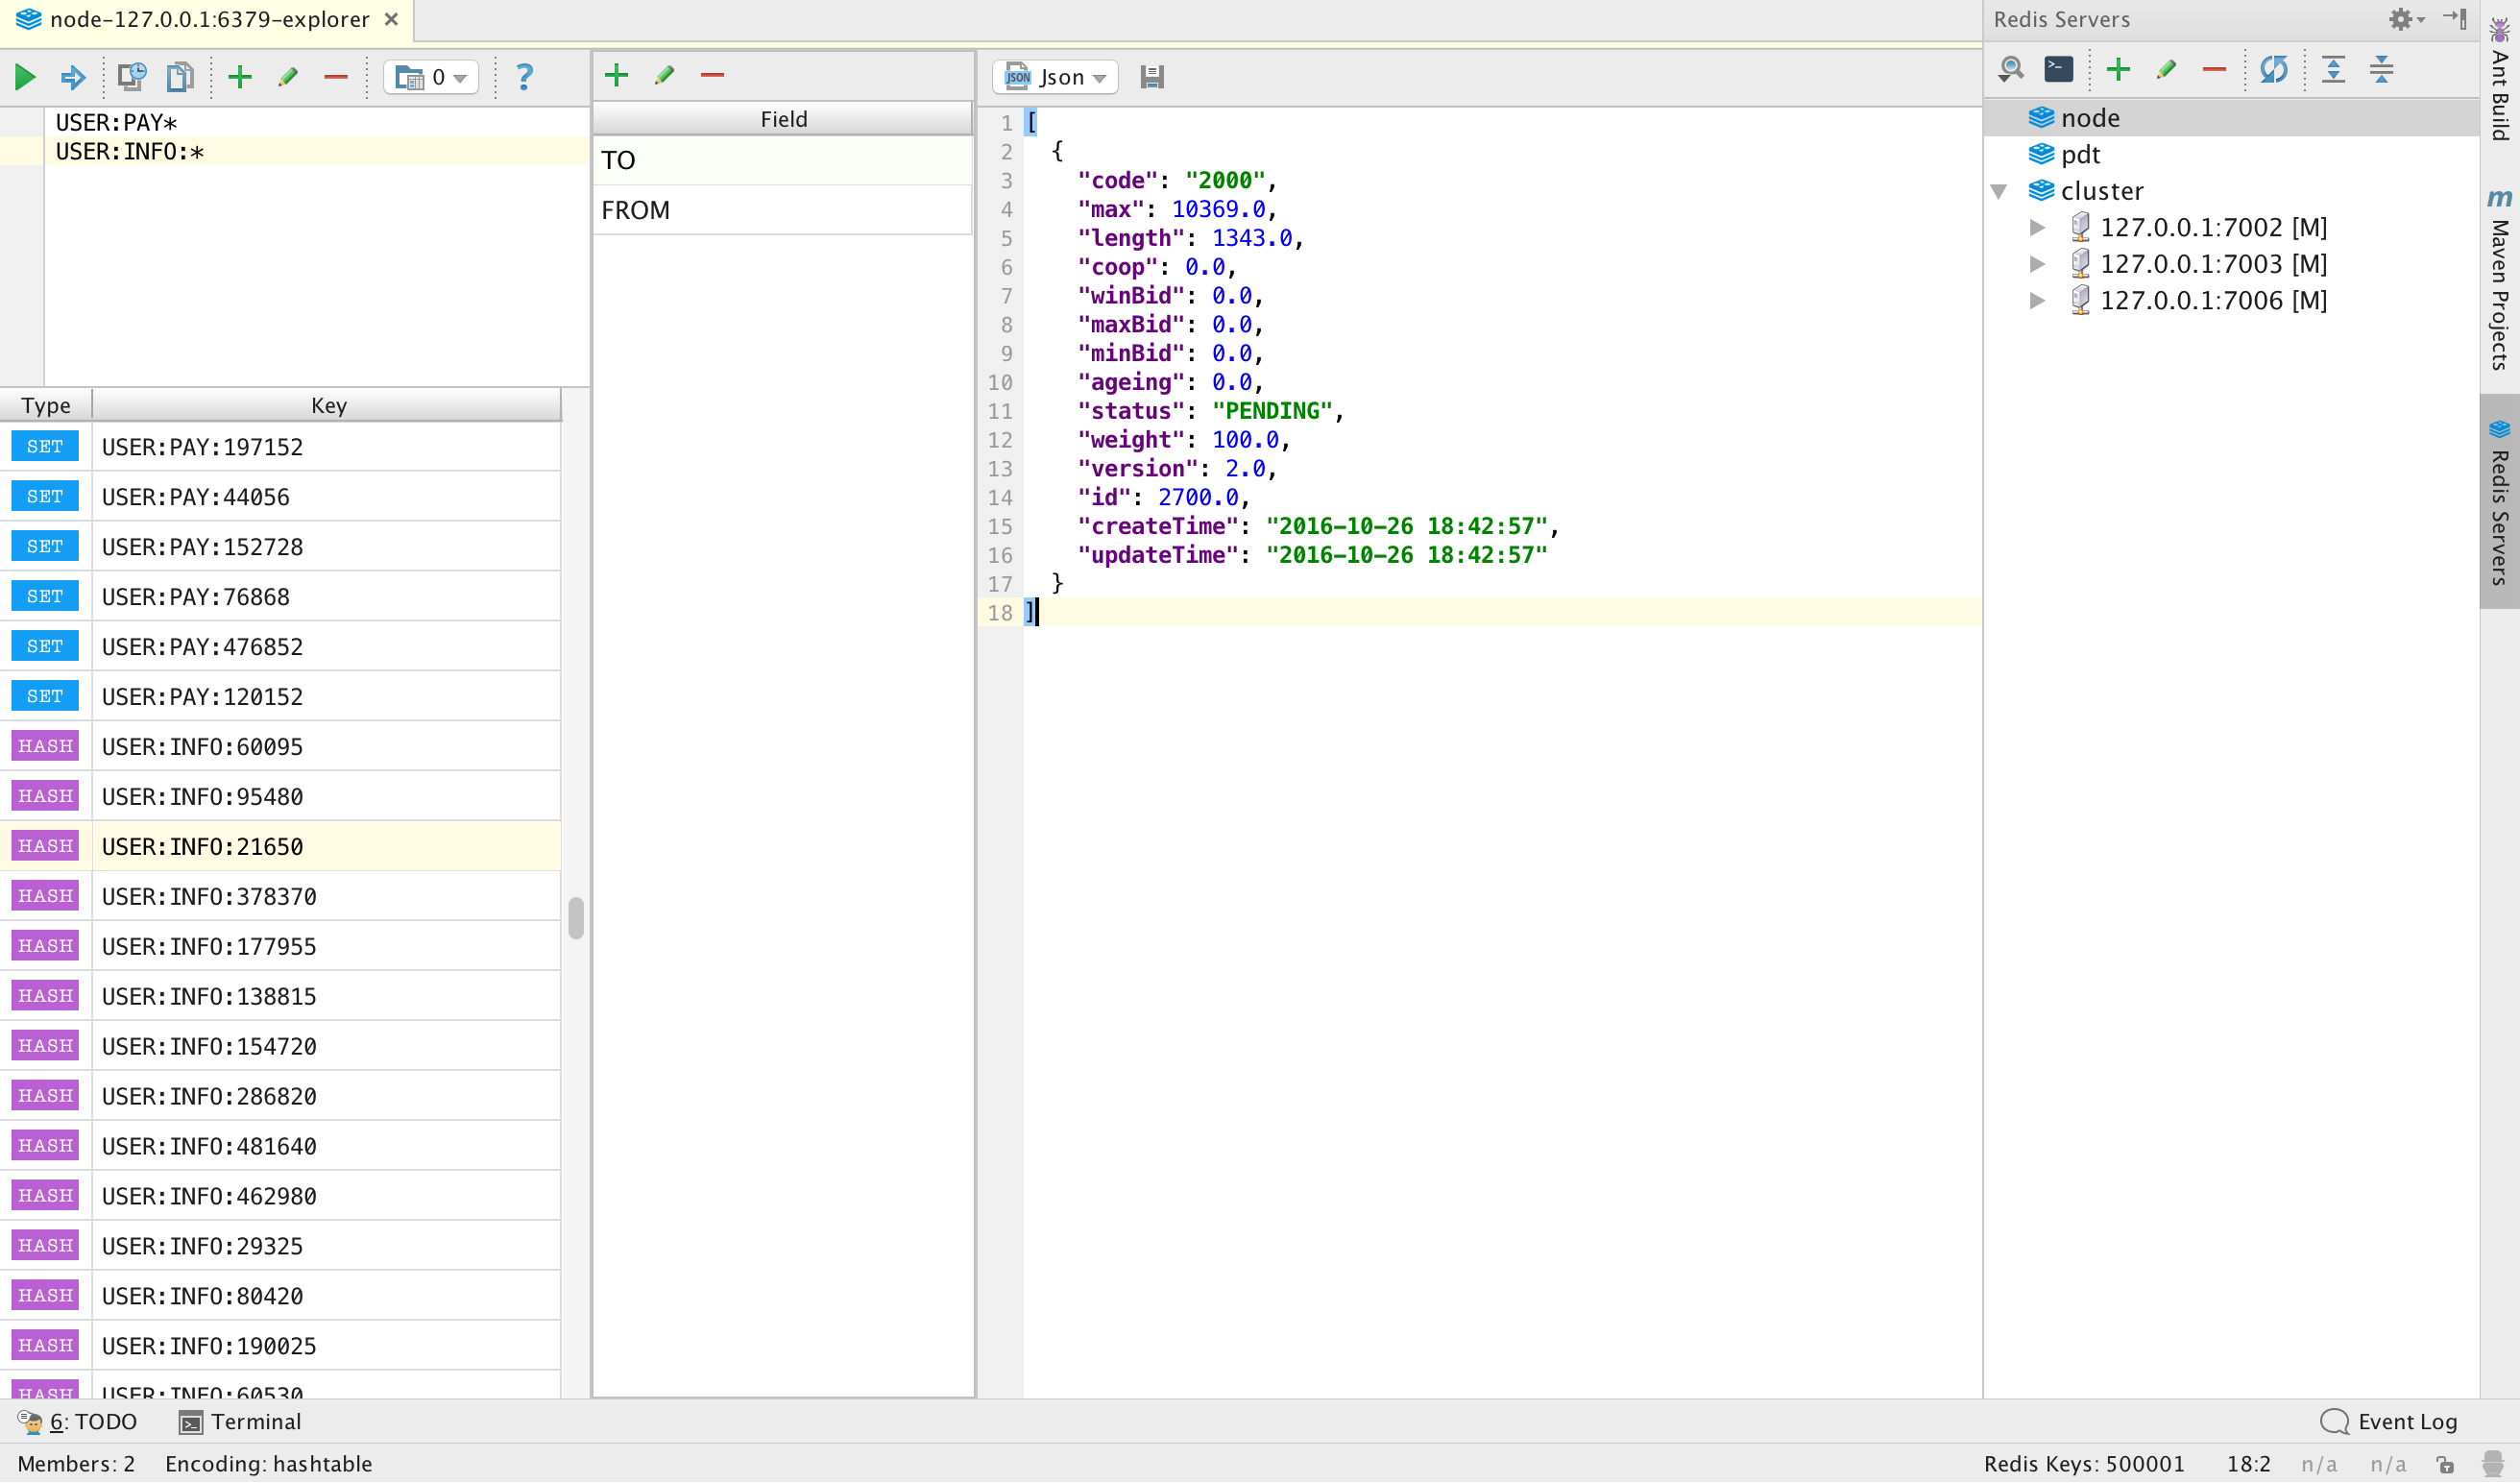 node-127.0.0.1:6379-explorer
0
?
USER:PAY*
USER:INFO:*
Type Key
SET USER:PAY:197152
SET USER:PAY:44056
SET USER:PAY:152728
SET USER:PAY:76868
SET USER:PAY:476852
SET USER:PAY:120152
HASH USER:INFO:60095
HASH USER:INFO:95480
HASH USER:INFO:21650
HASH USER:INFO:378370
HASH USER:INFO:177955
HASH USER:INFO:138815
HASH USER:INFO:154720
HASH USER:INFO:286820
HASH USER:INFO:481640
HASH USER:INFO:462980
HASH USER:INFO:29325
HASH USER:INFO:80420
HASH USER:INFO:190025
HASH USER:INFO:60530
Field
TO
FROM
JSON Json
1 [
2 {
3 "code": "2000",
4 "max": 10369.0,
5 "length": 1343.0,
6 "coop": 0.0,
7 "winBid": 0.0,
8 "maxBid": 0.0,
9 "minBid": 0.0,
10 "ageing": 0.0,
11 "status": "PENDING",
12 "weight": 100.0,
13 "version": 2.0,
14 "id": 2700.0,
15 "createTime": "2016-10-26 18:42:57",
16 "updateTime": "2016-10-26 18:42:57"
17 }
18 ]
Redis Servers
node
pdt
cluster
127.0.0.1:7002 [M]
127.0.0.1:7003 [M]
127.0.0.1:7006 [M]
Ant Build
m Maven Projects
Redis Servers
6: TODO Terminal
Event Log
Members: 2 Encoding: hashtable
Redis Keys: 500001 18:2 n/a n/a